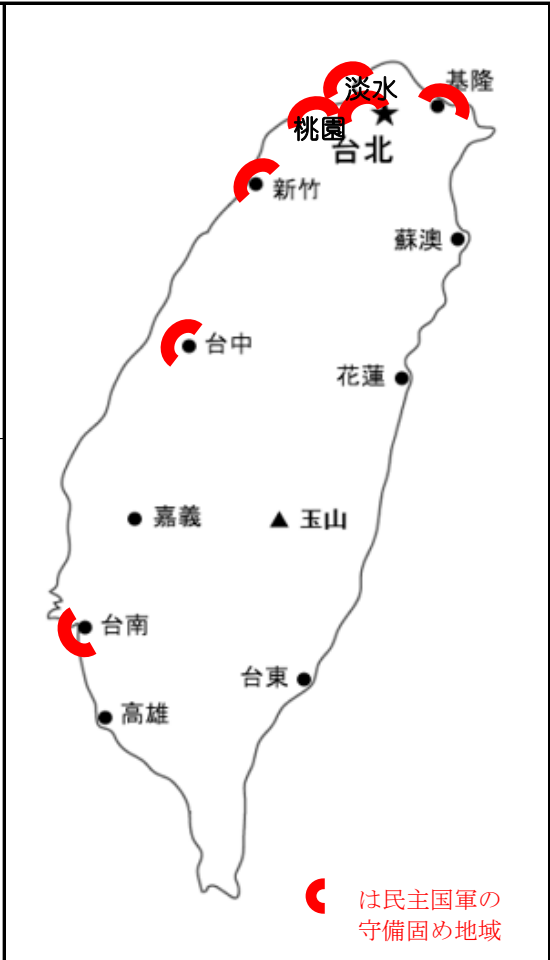 基隆
淡水
桃園
台北
新竹
蘇澳
台中
花蓮
嘉義
玉山
台南
台東
高雄
は民主国軍の
守備固め地域